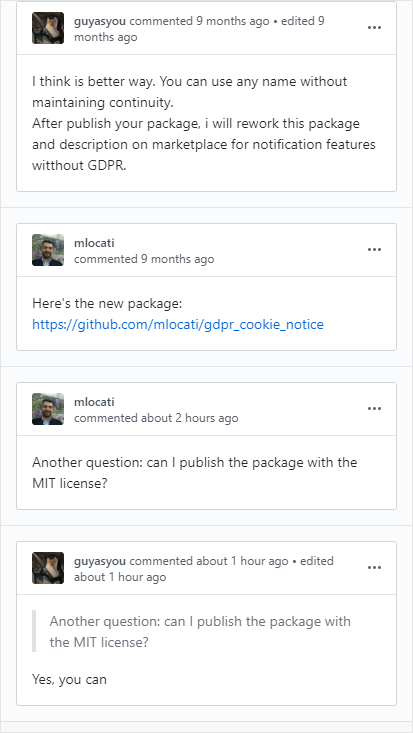 guyasyou commented 9 months ago • edited 9
months ago
I think is better way. You can use any name without
maintaining continuity.
After publish your package, i will rework this package
and description on marketplace for notification features
witthout GDPR.
mlocati
commented 9 months ago
Here's the new package:
https://github.com/mlocati/gdpr_cookie_notice
mlocati
commented about 2 hours ago
Another question: can I publish the package with the
MIT license?
guyasyou commented about 1 hour ago • edited
about 1 hour ago
Another question: can I publish the package with
the MIT license?
Yes, you can